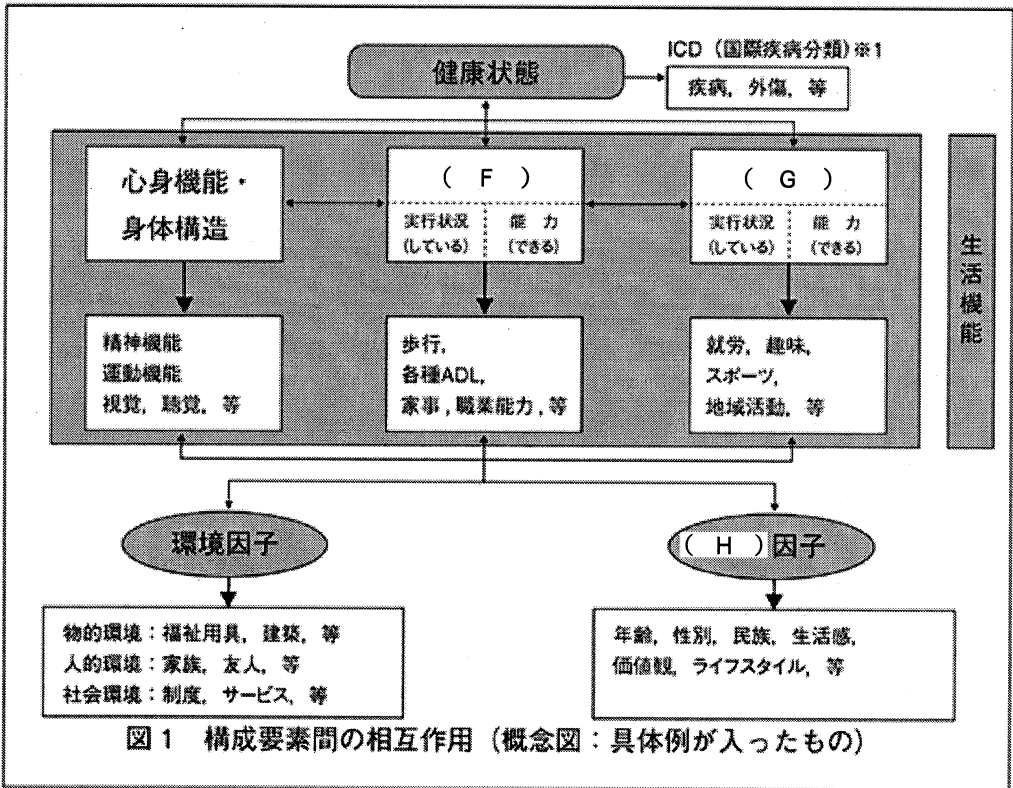 健康状態
ICD（国際疾病分類）※1
疾病，外傷，等
心身機能・
身体構造
（ F ）
実行状況
(している)
能 力
(できる)
（ G ）
実行状況
(している)
能 力
(できる)
生活機能
精神機能
運動機能
視覚，聴覚，等
歩行，
各種ADL，
家事，職業能力，等
就労，趣味，
スポーツ，
地域活動，等
環境因子
（ H ）因子
物的環境：福祉用具，建築，等
人的環境：家族，友人，等
社会環境：制度，サービス，等
年齢，性別，民族，生活感，
価値観，ライフスタイル，等
図1 構成要素間の相互作用（概念図：具体例が入ったもの）